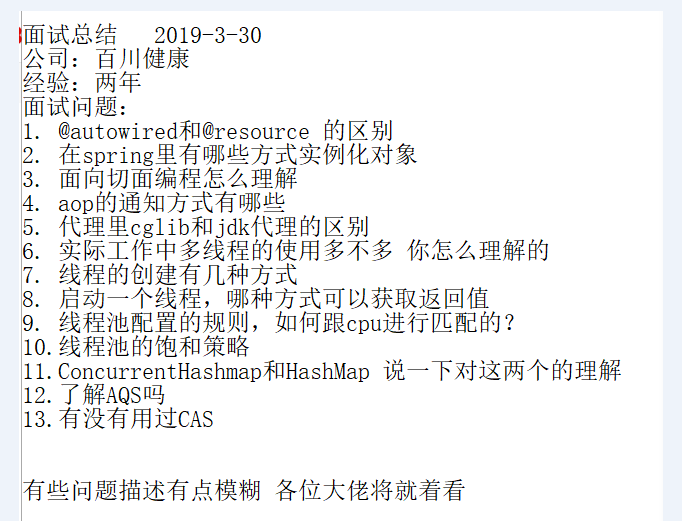 面试总结   2019-3-30
公司：百川健康
经验：两年
面试问题：
1. @autowired和@resource 的区别
2. 在spring里有哪些方式实例化对象
3. 面向切面编程怎么理解
4. aop的通知方式有哪些
5. 代理里cglib和jdk代理的区别
6. 实际工作中多线程的使用多不多 你怎么理解的
7. 线程的创建有几种方式
8. 启动一个线程，哪种方式可以获取返回值
9. 线程池配置的规则，如何跟cpu进行匹配的？
10.线程池的饱和策略
11.ConcurrentHashmap和HashMap 说一下对这两个的理解
12.了解AQS吗
13.有没有用过CAS
有些问题描述有点模糊 各位大佬将就着看